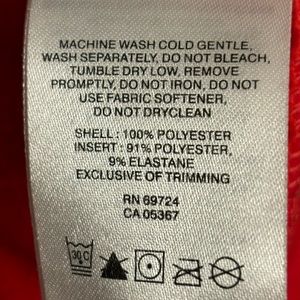 MACHINE WASH COLD GENTLE,
WASH SEPARATELY, DO NOT BLEACH,
TUMBLE DRY LOW, REMOVE
PROMPTLY, DO NOT IRON, DO NOT
USE FABRIC SOFTENER,
DO NOT DRYCLEAN
SHELL : 100% POLYESTER
INSERT : 91% POLYESTER,
9% ELASTANE
EXCLUSIVE OF TRIMMING
RN 69724
CA 05367
30°C